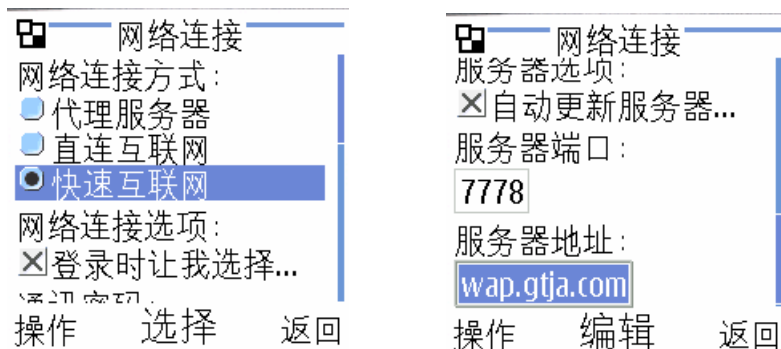 网络连接
网络连接方式:
代理服务器
直连互联网
快速互联网
网络连接选项:
登录时让我选择...
操作 选择 返回
网络连接
服务器选项:
自动更新服务器...
服务器端口:
7778
服务器地址:
wap.gtja.com
操作 编辑 返回